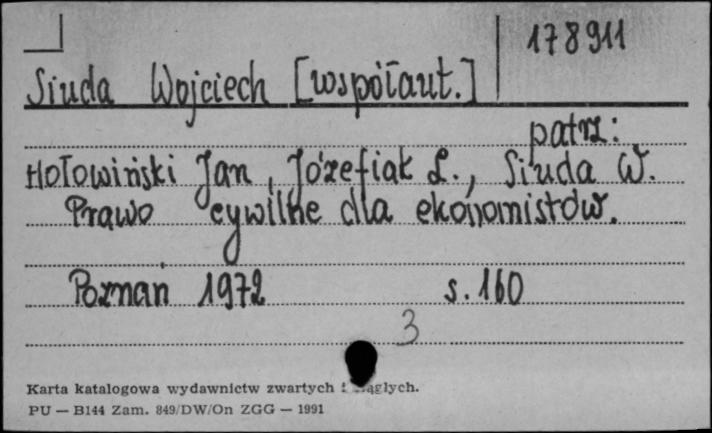 178911
Siuda Wojciech [współaut.]
patrz:
Hołowiński Jan, Józefiak L., Siuda W.
Prawo cywilne dla ekonomistów.
Poznań 1972 s. 160
3
Karta katalogowa wydawnictw zwartych i
PU — B144 Zam. 849/DW/On ZGG — 1991